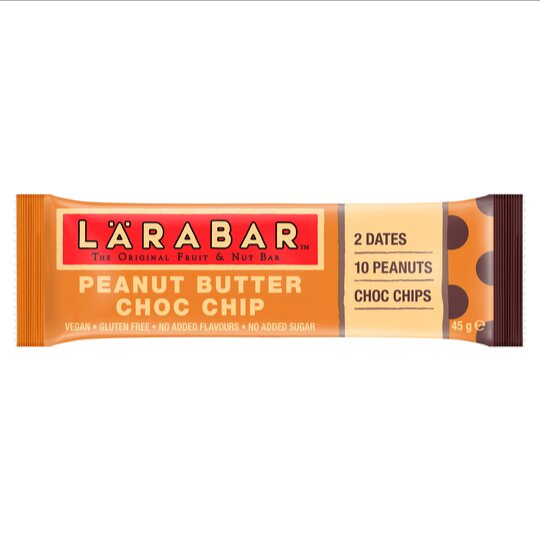 LÄRABAR™
The Original Fruit & Nut Bar
PEANUT BUTTER
CHOC CHIP
VEGAN • GLUTEN FREE • NO ADDED FLAVOURS • NO ADDED SUGAR
2 DATES
10 PEANUTS
CHOC CHIPS
45 g ℮